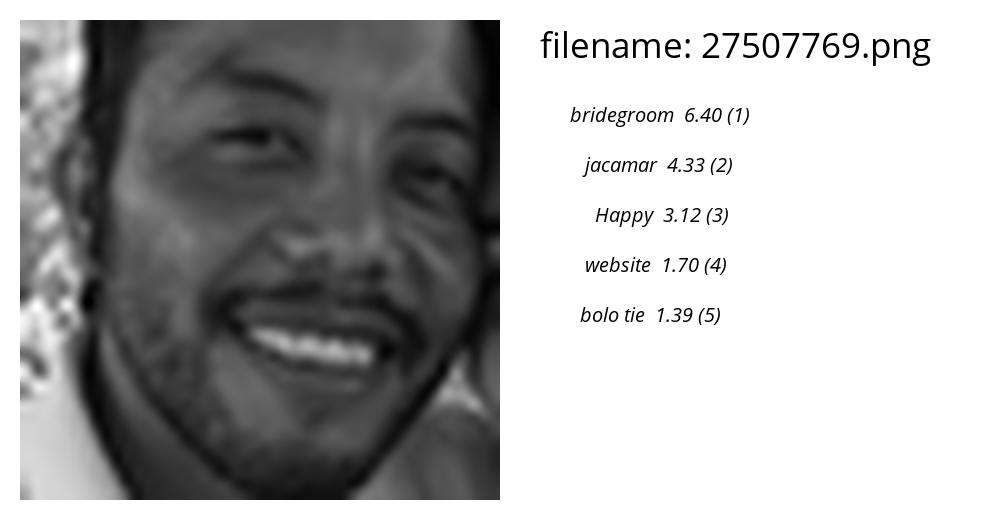 filename: 27507769.png
bridegroom 6.40 (1)
jacamar 4.33 (2)
Happy 3.12 (3)
website 1.70 (4)
bolo tie 1.39 (5)